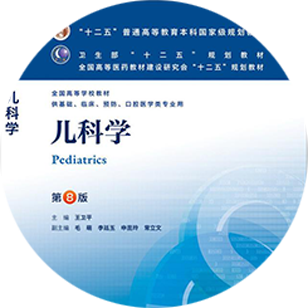 "十二五"普通高等教育本科国家级规划
卫生部"十二五"规划教材
全国高等医药教材建设研究会"十二五"规划教材
全国高等学校教材
供基础、临床、预防、口腔医学类专业用
儿科学
儿科学
Pediatrics
第8版
主编 王卫平
副主编 毛萌 李廷玉 申昆玲 常立文